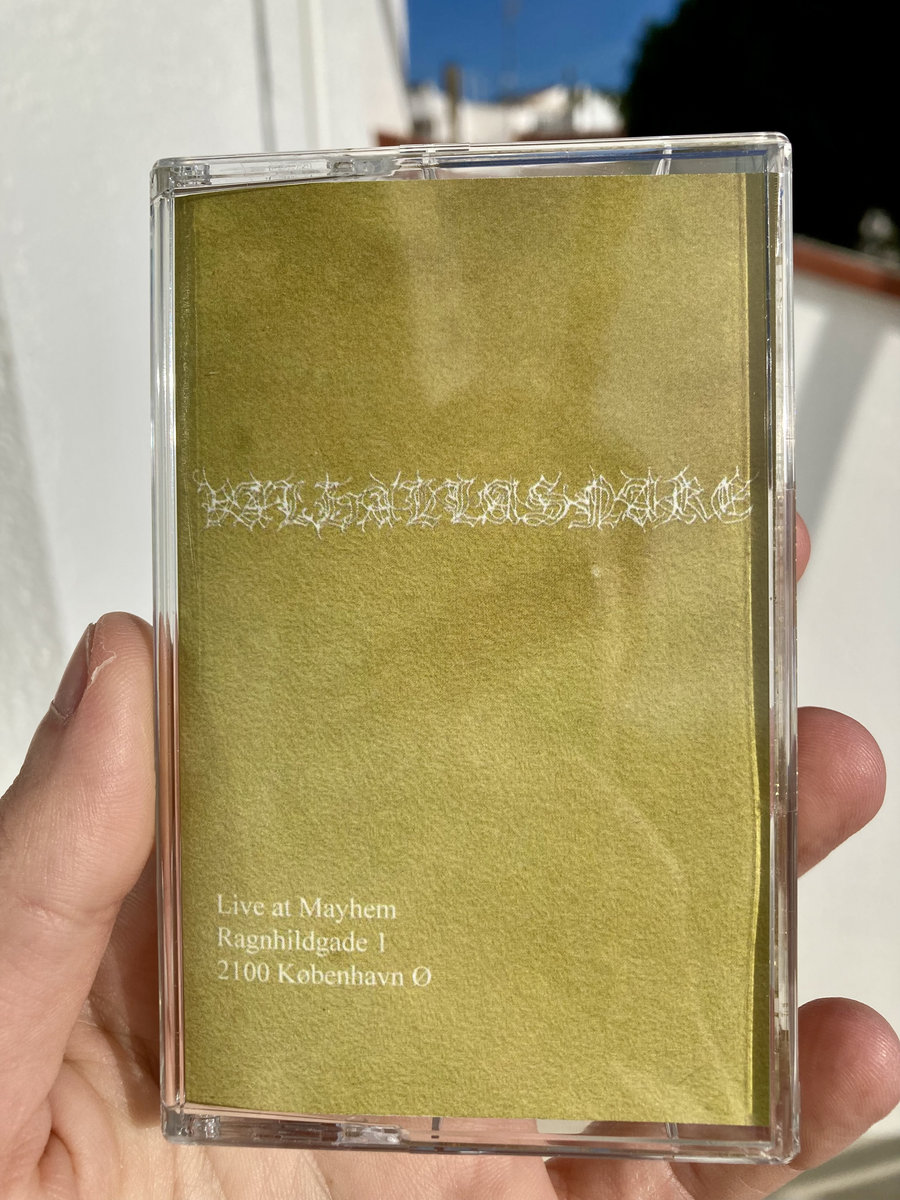 Live at Mayhem
Ragnhildgade 1
2100 København Ø